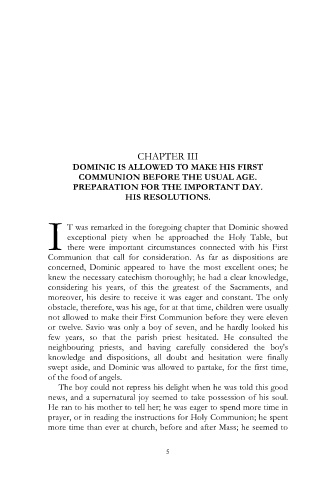 CHAPTER III
DOMINIC IS ALLOWED TO MAKE HIS FIRST
COMMUNION BEFORE THE USUAL AGE.
PREPARATION FOR THE IMPORTANT DAY.
HIS RESOLUTIONS.
IT was remarked in the foregoing chapter that Dominic showed
exceptional piety when he approached the Holy Table, but
there were important circumstances connected with his First
Communion that call for consideration. As far as dispositions are
concerned, Dominic appeared to have the most excellent ones; he
knew the necessary catechism thoroughly; he had a clear knowledge,
considering his years, of this the greatest of the Sacraments, and
moreover, his desire to receive it was eager and constant. The only
obstacle, therefore, was his age, for at that time, children were usually
not allowed to make their First Communion before they were eleven
or twelve. Savio was only a boy of seven, and he hardly looked his
few years, so that the parish priest hesitated. He consulted the
neighbouring priests, and having carefully considered the boy's
knowledge and dispositions, all doubt and hesitation were finally
swept aside, and Dominic was allowed to partake, for the first time,
of the food of angels.
The boy could not repress his delight when he was told this good
news, and a supernatural joy seemed to take possession of his soul.
He ran to his mother to tell her; he was eager to spend more time in
prayer, or in reading the instructions for Holy Communion; he spent
more time than ever at church, before and after Mass; he seemed to
5